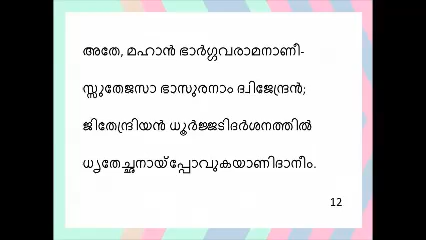 അതേ, മഹാൻ ഭാർഗ്ഗവരാമനാണീ-
സ്സുതേജസാ ഭാസുരനാം ദ്വിജേന്ദ്രൻ;
ജിതേന്ദ്രിയൻ ധൂർജ്ജടിദർശനത്തിൽ
ധൃതേച്ഛനായ്പ്പോവുകയാണിദാനീം.
12